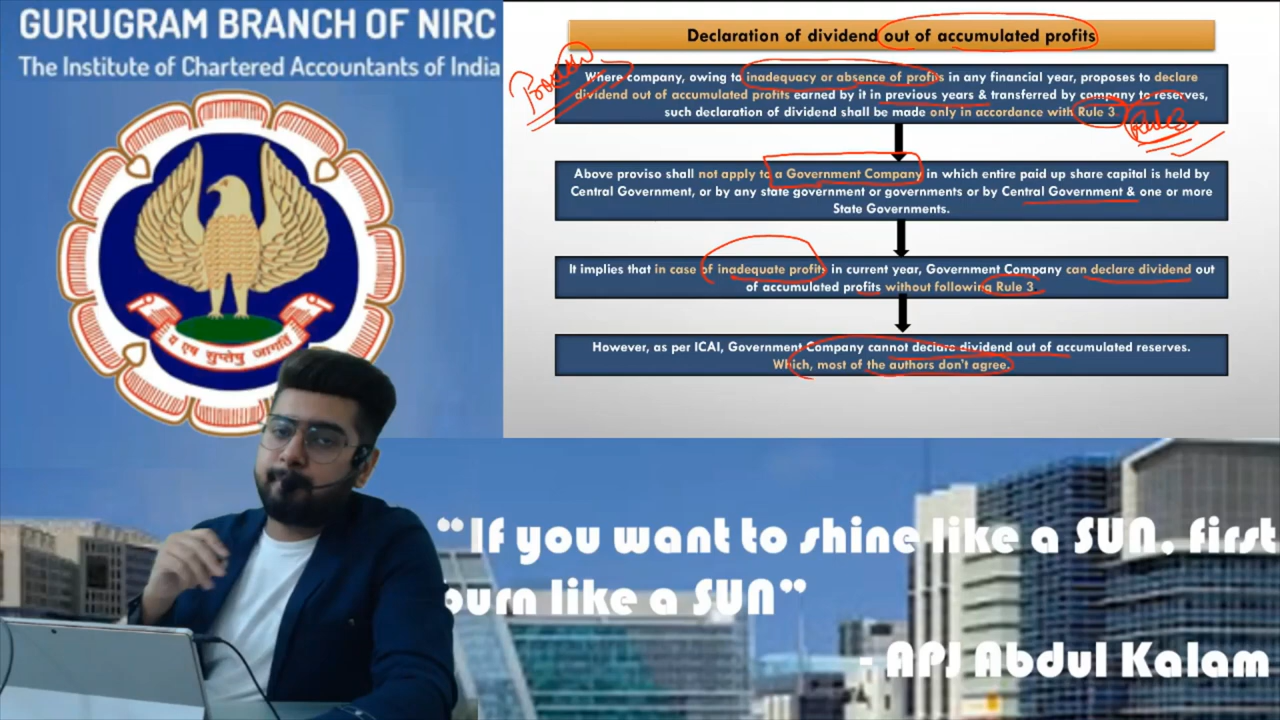 GURUGRAM BRANCH OF NIRC
The Institute of Chartered Accountants of India
य एष सुप्तेषु जागर्ति
Declaration of dividend out of accumulated profits
Where company, owing to inadequacy or absence of profits in any financial year, proposes to declare
dividend out of accumulated profits earned by it in previous years & transferred by company to reserves,
such declaration of dividend shall be made only in accordance with Rule 3
Rule 3
Above proviso shall not apply to a Government Company in which entire paid up share capital is held by
Central Government, or by any state government or governments or by Central Government & one or more
State Governments.
It implies that in case of inadequate profits in current year, Government Company can declare dividend out
of accumulated profits without following Rule 3
However, as per ICAI, Government Company cannot declare dividend out of accumulated reserves.
Which, most of the authors don't agree.
“If you want to shine like a SUN, first
burn like a SUN”
- APJ Abdul Kalam